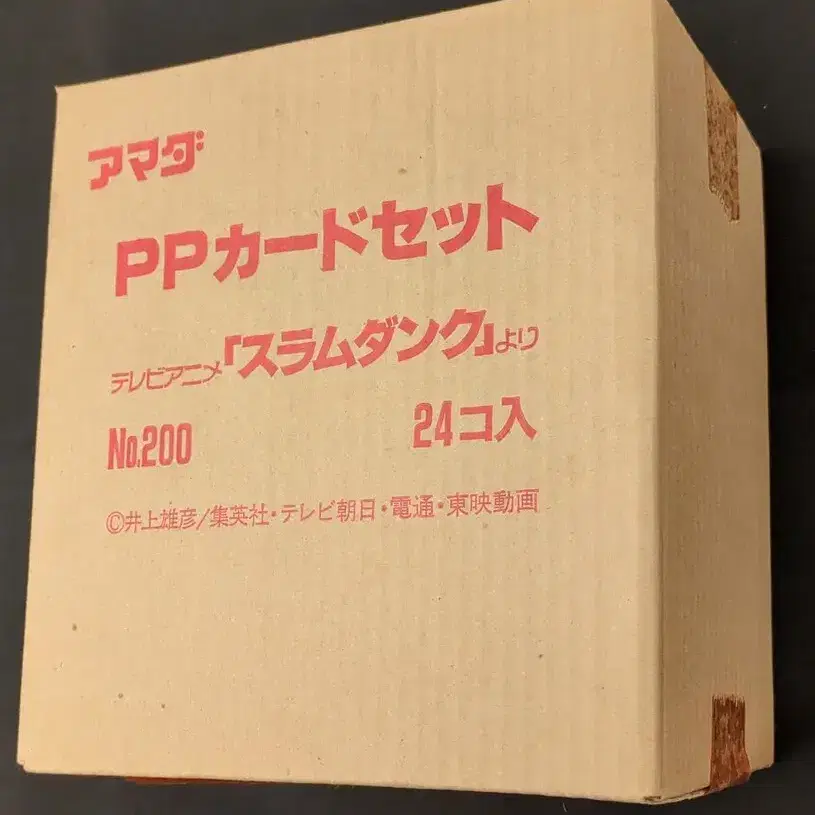 アマダ
PPカードセット
テレビアニメ「スラムダンク」より
No.200 24コ入
©井上雄彦/集英社・テレビ朝日・電通・東映動画